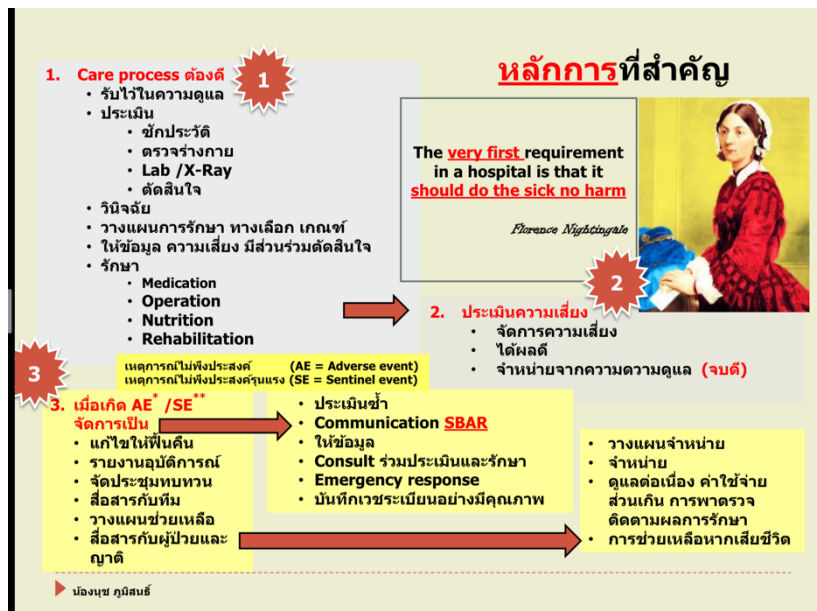 หลักการที่สำคัญ
1
1. Care process ต้องดี
• รับไว้ในความดูแล
• ประเมิน
• ซักประวัติ
• ตรวจร่างกาย
• Lab /X-Ray
• ตัดสินใจ
• วินิจฉัย
• วางแผนการรักษา ทางเลือก เกณฑ์
• ให้ข้อมูล ความเสี่ยง มีส่วนร่วมตัดสินใจ
• รักษา
• Medication
• Operation
• Nutrition
• Rehabilitation
The very first requirement
in a hospital is that it
should do the sick no harm
Florence Nightingale
2
2. ประเมินความเสี่ยง
• จัดการความเสี่ยง
• ได้ผลดี
• จำหน่ายจากความดวามดูแล (จบดี)
3
เหตุการณ์ไม่พึงประสงค์ (AE = Adverse event)
เหตุการณ์ไม่พึงประสงค์รุนแรง (SE = Sentinel event)
3. เมื่อเกิด AE* /SE**
จัดการเป็น
• แก้ไขให้ฟื้นคืน
• รายงานอุบัติการณ์
• จัดประชุมทบทวน
• สื่อสารกับทีม
• วางแผนช่วยเหลือ
• สื่อสารกับผู้ป่วยและ
ญาติ
• ประเมินซ้ำ
• Communication SBAR
• ให้ข้อมูล
• Consult ร่วมประเมินและรักษา
• Emergency response
• บันทึกเวชระเบียนอย่างมีคุณภาพ
• วางแผนจำหน่าย
• จำหน่าย
• ดูแลต่อเนื่อง ค่าใช้จ่าย
ส่วนเกิน การพาตรวจ
ติดตามผลการรักษา
• การช่วยเหลือหากเสียชีวิต
น้องนุช ภูมิสนธิ์